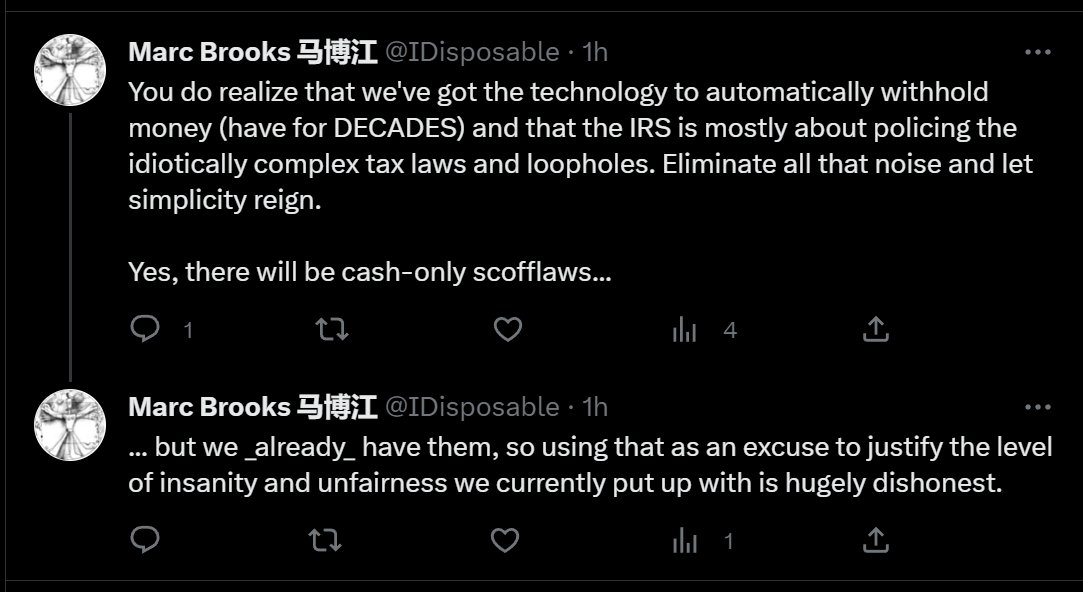 Marc Brooks 马博江 @IDisposable · 1h
You do realize that we've got the technology to automatically withhold
money (have for DECADES) and that the IRS is mostly about policing the
idiotically complex tax laws and loopholes. Eliminate all that noise and let
simplicity reign.
Yes, there will be cash-only scofflaws...
1 4
Marc Brooks 马博江 @IDisposable · 1h
... but we _already_ have them, so using that as an excuse to justify the level
of insanity and unfairness we currently put up with is hugely dishonest.
1